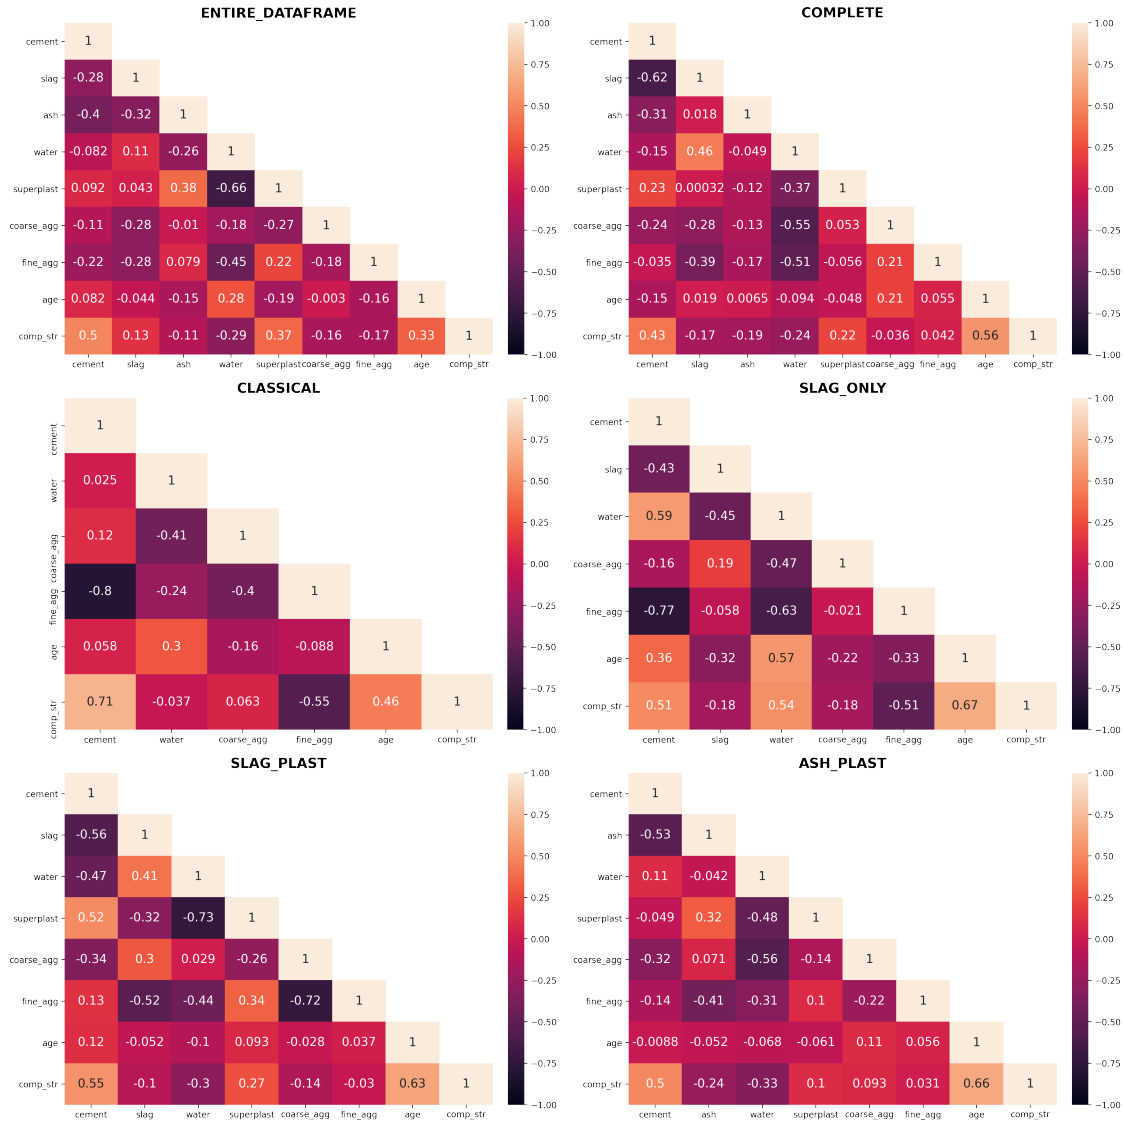 ENTIRE_DATAFRAME
cement 1 1.00
slag -0.28 1 0.75
ash -0.4 -0.32 1 0.50
water -0.082 0.11 -0.26 1 0.25
superplast 0.092 0.043 0.38 -0.66 1 0.00
coarse_agg -0.11 -0.28 -0.01 -0.18 -0.27 1 −0.25
fine_agg -0.22 -0.28 0.079 -0.45 0.22 -0.18 1 −0.50
age 0.082 -0.044 -0.15 0.28 -0.19 -0.003 -0.16 1 −0.75
comp_str 0.5 0.13 -0.11 -0.29 0.37 -0.16 -0.17 0.33 1 −1.00
cement slag ash water superplast coarse_agg fine_agg age comp_str
COMPLETE
cement 1 1.00
slag -0.62 1 0.75
ash -0.31 0.018 1 0.50
water -0.15 0.46 -0.049 1 0.25
superplast 0.23 0.00032 -0.12 -0.37 1 0.00
coarse_agg -0.24 -0.28 -0.13 -0.55 0.053 1 −0.25
fine_agg -0.035 -0.39 -0.17 -0.51 -0.056 0.21 1 −0.50
age -0.15 0.019 0.0065 -0.094 -0.048 0.21 0.055 1 −0.75
comp_str 0.43 -0.17 -0.19 -0.24 0.22 -0.036 0.042 0.56 1 −1.00
cement slag ash water superplast coarse_agg fine_agg age comp_str
CLASSICAL
cement 1 1.00
0.75
water 0.025 1 0.50
coarse_agg 0.12 -0.41 1 0.25
0.00
fine_agg -0.8 -0.24 -0.4 1 −0.25
age 0.058 0.3 -0.16 -0.088 1 −0.50
−0.75
comp_str 0.71 -0.037 0.063 -0.55 0.46 1 −1.00
cement water coarse_agg fine_agg age comp_str
SLAG_ONLY
cement 1 1.00
slag -0.43 1 0.75
water 0.59 -0.45 1 0.50
0.25
coarse_agg -0.16 0.19 -0.47 1 0.00
fine_agg -0.77 -0.058 -0.63 -0.021 1 −0.25
age 0.36 -0.32 0.57 -0.22 -0.33 1 −0.50
comp_str 0.51 -0.18 0.54 -0.18 -0.51 0.67 1 −0.75
−1.00
cement slag water coarse_agg fine_agg age comp_str
SLAG_PLAST
cement 1 1.00
slag -0.56 1 0.75
water -0.47 0.41 1 0.50
0.25
superplast 0.52 -0.32 -0.73 1 0.00
coarse_agg -0.34 0.3 0.029 -0.26 1
fine_agg 0.13 -0.52 -0.44 0.34 -0.72 1 −0.25
age 0.12 -0.052 -0.1 0.093 -0.028 0.037 1 −0.50
comp_str 0.55 -0.1 -0.3 0.27 -0.14 -0.03 0.63 1 −0.75
−1.00
cement slag water superplast coarse_agg fine_agg age comp_str
ASH_PLAST
cement 1 1.00
ash -0.53 1 0.75
water 0.11 -0.042 1 0.50
0.25
superplast -0.049 0.32 -0.48 1 0.00
coarse_agg -0.32 0.071 -0.56 -0.14 1
fine_agg -0.14 -0.41 -0.31 0.1 -0.22 1 −0.25
age -0.0088 -0.052 -0.068 -0.061 0.11 0.056 1 −0.50
comp_str 0.5 -0.24 -0.33 0.1 0.093 0.031 0.66 1 −0.75
−1.00
cement ash water superplast coarse_agg fine_agg age comp_str